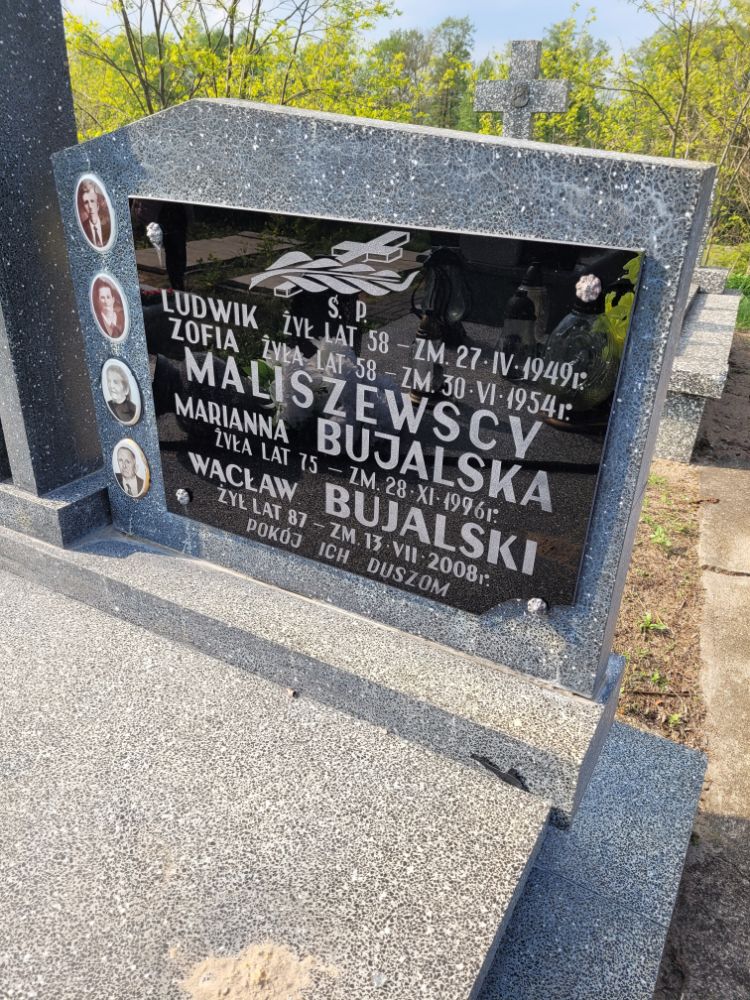 Ś. P.
LUDWIK ŻYŁ LAT 58 – ZM. 27·IV·1949r.
ZOFIA ŻYŁA LAT 58 – ZM. 30 VI·1954r.
MALISZEWSCY
MARIANNA BUJALSKA
ŻYŁA LAT 75 – ZM. 28·XI·1996r.
WACŁAW BUJALSKI
ŻYŁ LAT 87 – ZM 13. VII·2008r.
POKÓJ ICH DUSZOM